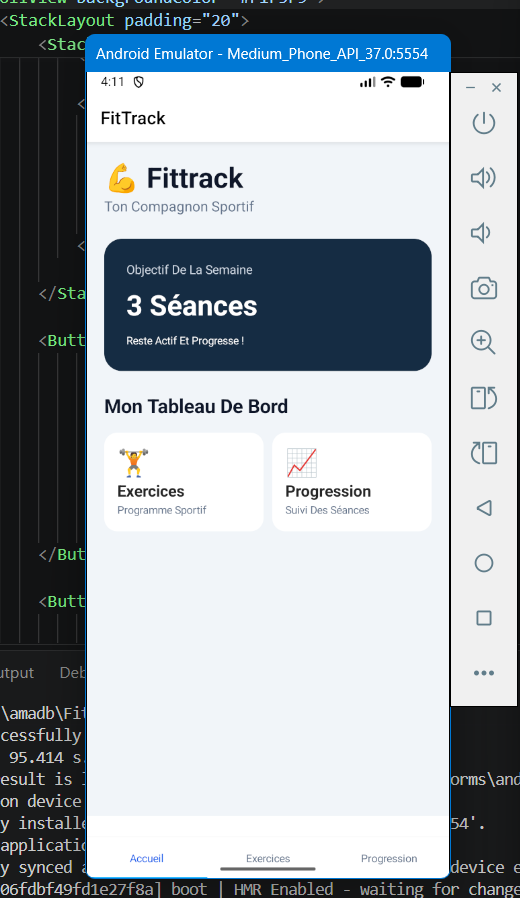 <StackLayout padding="20">
<Stac
Android Emulator - Medium_Phone_API_37.0:5554
4:11
FitTrack
💪 Fittrack
Ton Compagnon Sportif
Objectif De La Semaine
3 Séances
Reste Actif Et Progresse !
Mon Tableau De Bord
Exercices
Programme Sportif
Progression
Suivi Des Séances
</Sta
<Butt
</But
<Butt
utput Deb
\amadb\Fit
cessfully
95.414 s.
esult is l orms\and
on device
y installe 54'.
applicatio
y synced a device e
06fdbf49fd1e27f8a] boot | HMR Enabled - waiting for change
Accueil Exercices Progression